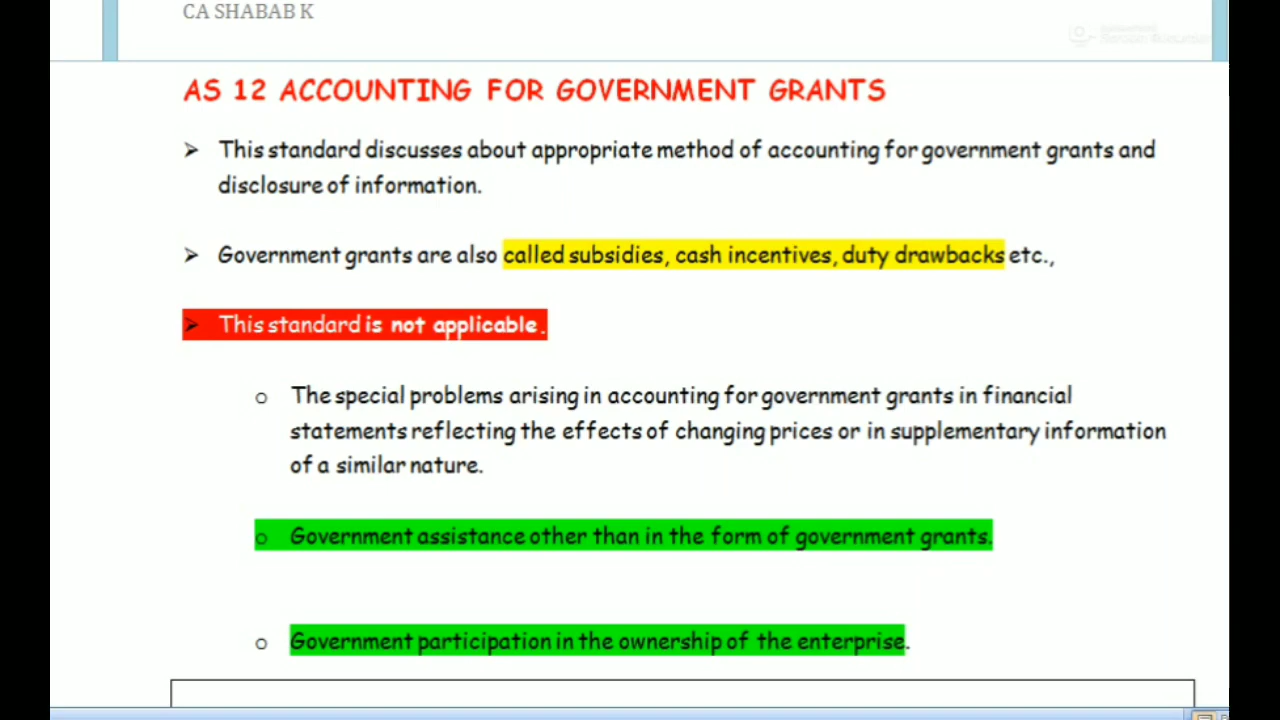 CA SHABAB K
AS 12 ACCOUNTING FOR GOVERNMENT GRANTS
➢ This standard discusses about appropriate method of accounting for government grants and
disclosure of information.
➢ Government grants are also called subsidies, cash incentives, duty drawbacks etc.,
➢ This standard is not applicable.
o The special problems arising in accounting for government grants in financial
statements reflecting the effects of changing prices or in supplementary information
of a similar nature.
o Government assistance other than in the form of government grants.
o Government participation in the ownership of the enterprise.